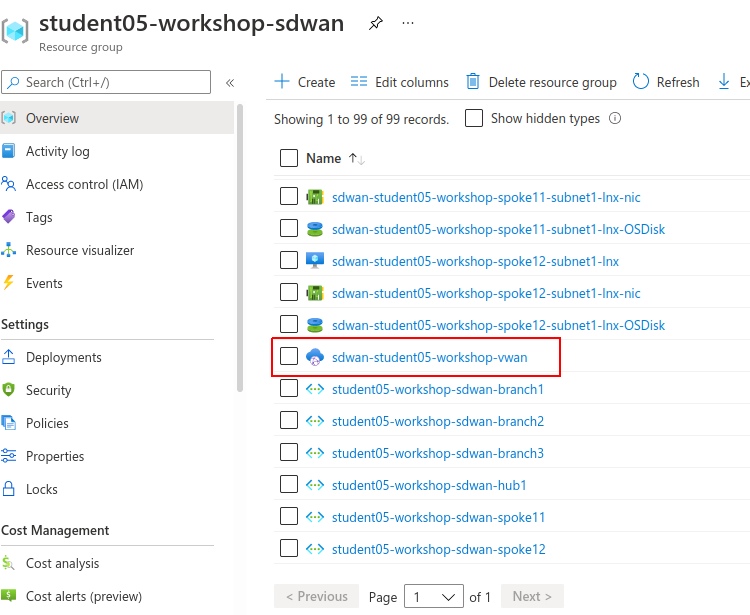 student05-workshop-sdwan
Resource group
Search (Ctrl+/)
«
Overview
Activity log
Access control (IAM)
Tags
Resource visualizer
Events
Settings
Deployments
Security
Policies
Properties
Locks
Cost Management
Cost analysis
Cost alerts (preview)
Create
Edit columns
Delete resource group
Refresh
Ex
Showing 1 to 99 of 99 records.
Show hidden types
Name ↑↓
sdwan-student05-workshop-spoke11-subnet1-lnx-nic
sdwan-student05-workshop-spoke11-subnet1-lnx-OSDisk
sdwan-student05-workshop-spoke12-subnet1-lnx
sdwan-student05-workshop-spoke12-subnet1-lnx-nic
sdwan-student05-workshop-spoke12-subnet1-lnx-OSDisk
sdwan-student05-workshop-vwan
student05-workshop-sdwan-branch1
student05-workshop-sdwan-branch2
student05-workshop-sdwan-branch3
student05-workshop-sdwan-hub1
student05-workshop-sdwan-spoke11
student05-workshop-sdwan-spoke12
< Previous Page 1 of 1 Next >